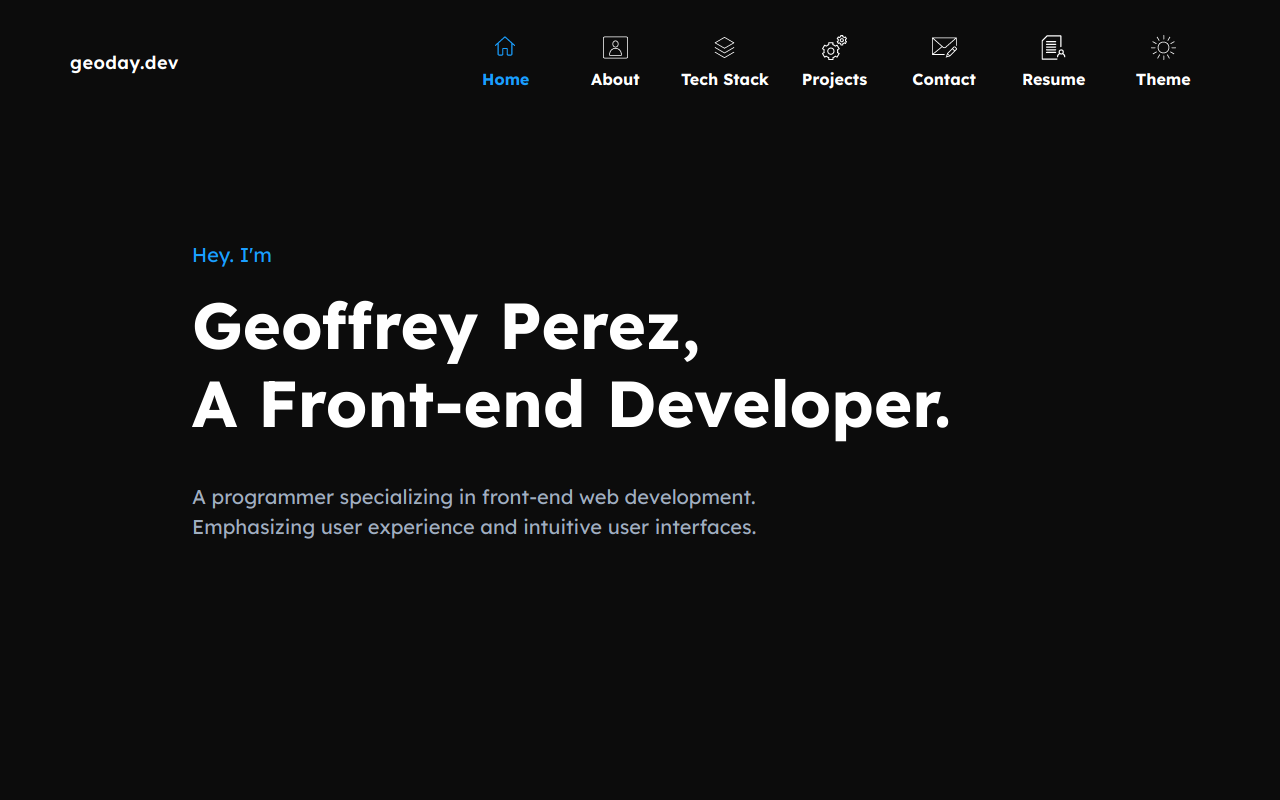 geoday.dev
Home
About
Tech Stack
Projects
Contact
Resume
Theme
Hey. I'm
Geoffrey Perez,
A Front-end Developer.
A programmer specializing in front-end web development.
Emphasizing user experience and intuitive user interfaces.